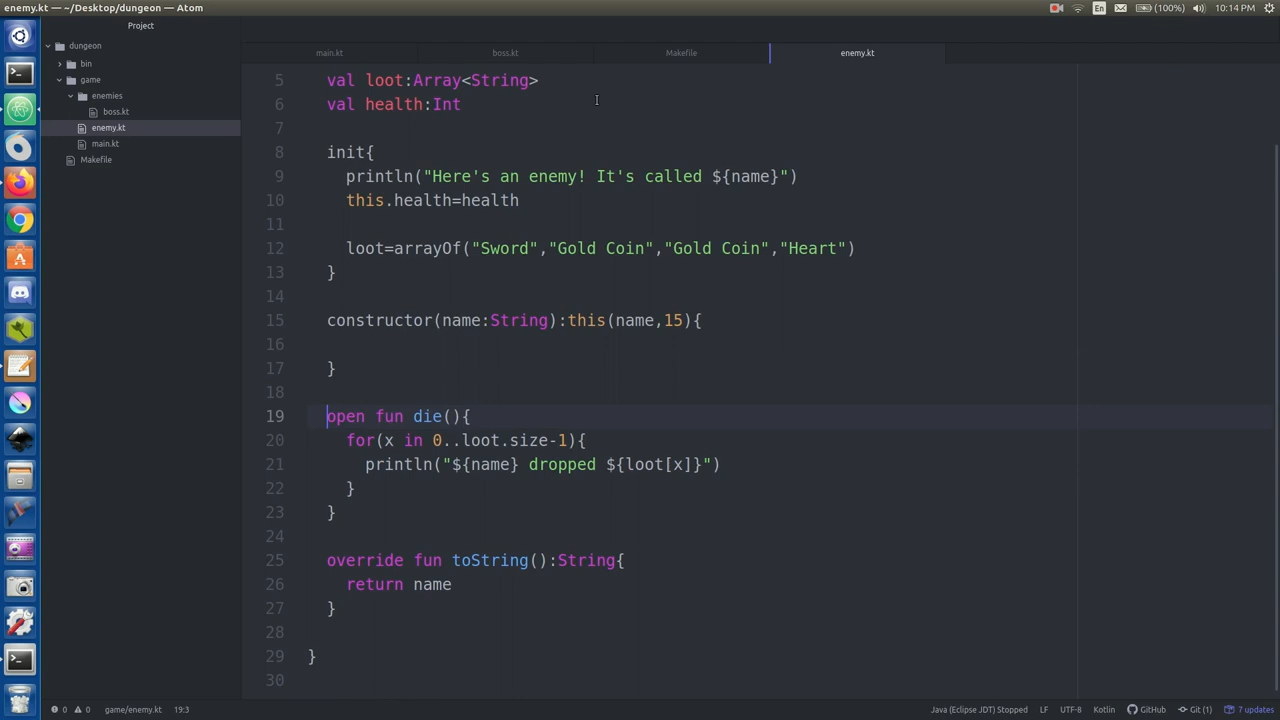 enemy.kt — ~/Desktop/dungeon — Atom
En
(100%)
10:14 PM
Project
dungeon
bin
game
enemies
boss.kt
enemy.kt
main.kt
Makefile
main.kt
boss.kt
Makefile
enemy.kt
5 val loot:Array<String>
6 val health:Int
7
8 init{
9 println("Here's an enemy! It's called ${name}")
10 this.health=health
11
12 loot=arrayOf("Sword","Gold Coin","Gold Coin","Heart")
13 }
14
15 constructor(name:String):this(name,15){
16
17 }
18
19 open fun die(){
20 for(x in 0..loot.size-1){
21 println("${name} dropped ${loot[x]}")
22 }
23 }
24
25 override fun toString():String{
26 return name
27 }
28
29 }
30
0 0 game/enemy.kt 19:3
Java (Eclipse JDT) Stopped LF UTF-8 Kotlin GitHub Git (1) 7 updates